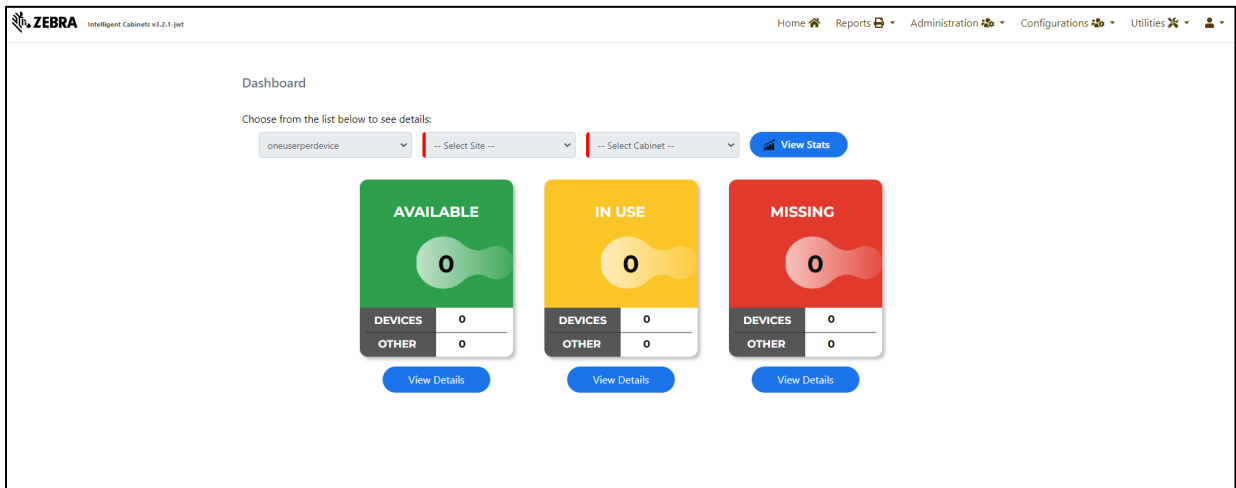 ZEBRA Intelligent Cabinets v3.2.1-jwt Home Reports Administration Configurations Utilities
Dashboard
Choose from the list below to see details:
oneuserperdevice -- Select Site -- -- Select Cabinet -- View Stats
AVAILABLE IN USE MISSING
0 0 0
DEVICES 0 DEVICES 0 DEVICES 0
OTHER 0 OTHER 0 OTHER 0
View Details View Details View Details